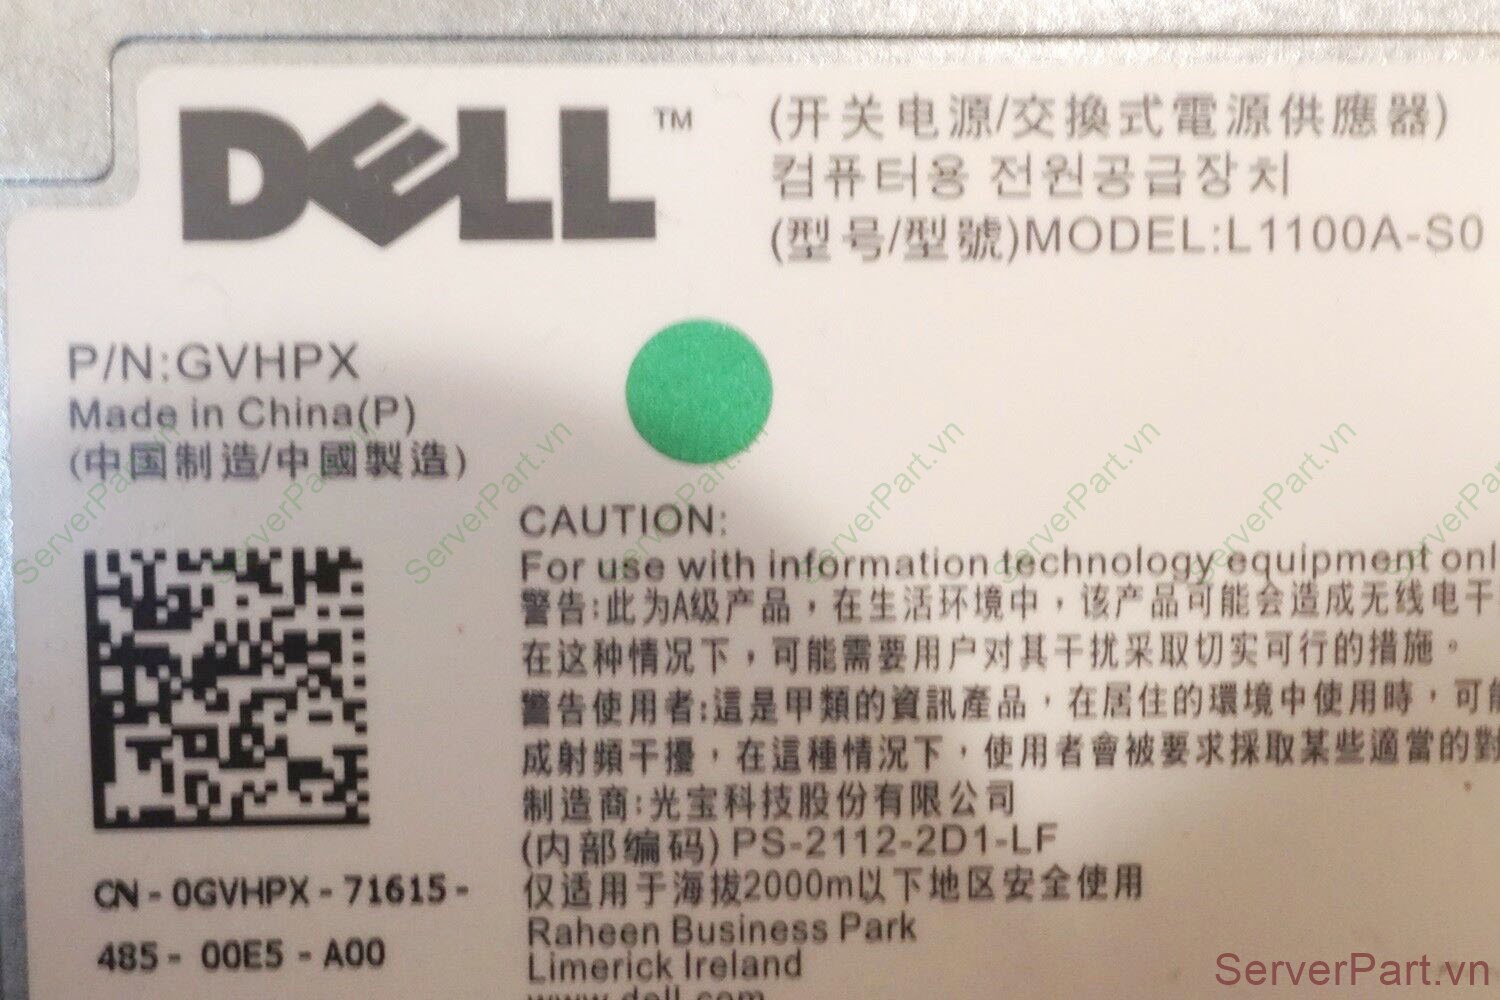 DELL™
(开关电源/交換式電源供應器)
컴퓨터용 전원공급장치
(型号/型號)MODEL:L1100A-S0
P/N:GVHPX
Made in China(P)
(中国制造/中國製造)
CAUTION:
For use with information technology equipment onl
警告:此为A级产品，在生活环境中，该产品可能会造成无线电干
在这种情况下，可能需要用户对其干扰采取切实可行的措施。
警告使用者:這是甲類的資訊產品，在居住的環境中使用時，可能
成射頻干擾，在這種情況下，使用者會被要求採取某些適當的對
制造商:光宝科技股份有限公司
(内部编码) PS-2112-2D1-LF
仅适用于海拔2000m以下地区安全使用
Raheen Business Park
Limerick Ireland
www.dell.com
CN - 0GVHPX - 71615 -
485 - 00E5 - A00
ServerPart.vn